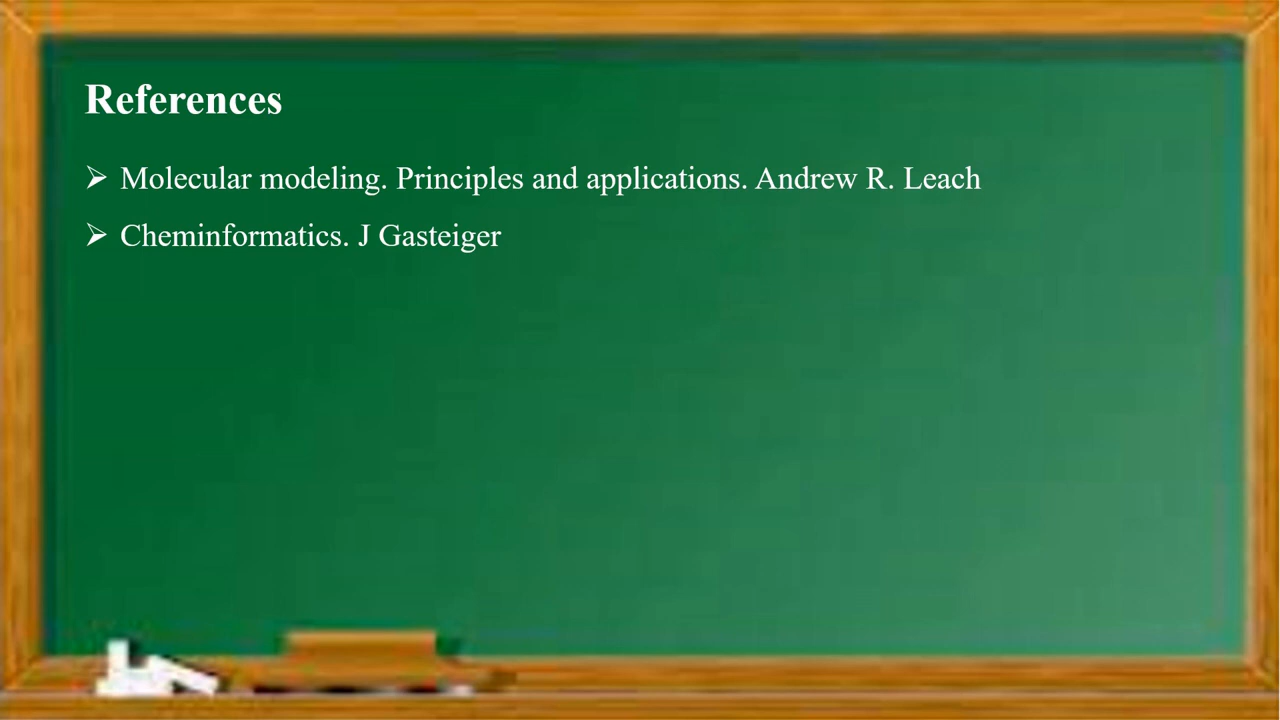 References
➢ Molecular modeling. Principles and applications. Andrew R. Leach
➢ Cheminformatics. J Gasteiger